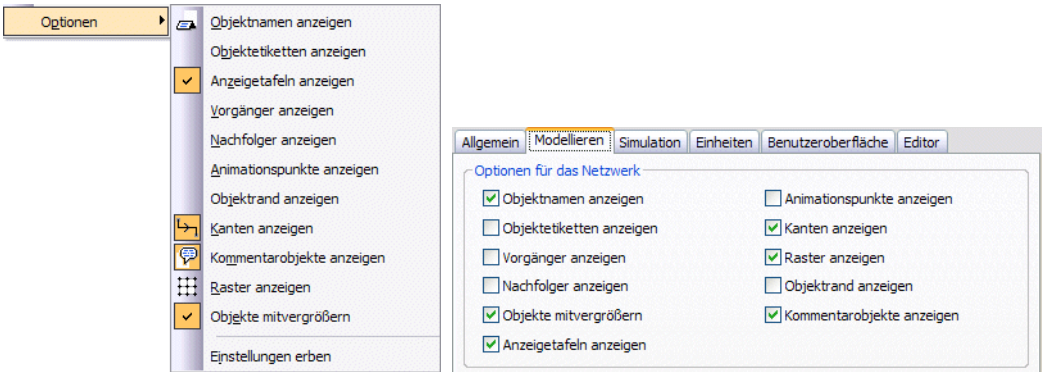 Optionen
Objektnamen anzeigen
Objektetiketten anzeigen
Anzeigetafeln anzeigen
Vorgänger anzeigen
Nachfolger anzeigen
Animationspunkte anzeigen
Objektrand anzeigen
Kanten anzeigen
Kommentarobjekte anzeigen
Raster anzeigen
Objekte mitvergrößern
Einstellungen erben
Allgemein Modellieren Simulation Einheiten Benutzeroberfläche Editor
Optionen für das Netzwerk
Objektnamen anzeigen Animationspunkte anzeigen
Objektetiketten anzeigen Kanten anzeigen
Vorgänger anzeigen Raster anzeigen
Nachfolger anzeigen Objektrand anzeigen
Objekte mitvergrößern Kommentarobjekte anzeigen
Anzeigetafeln anzeigen